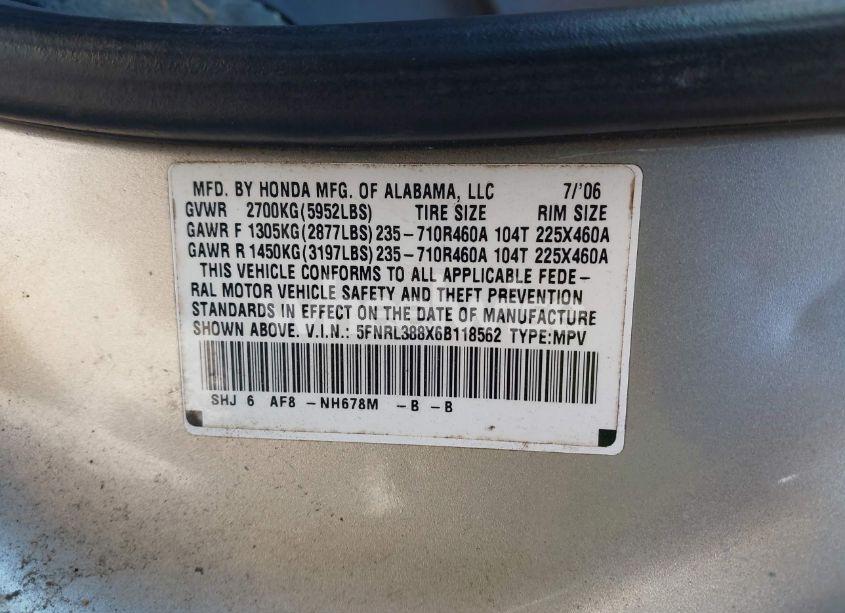 MFD. BY HONDA MFG. OF ALABAMA, LLC 7/'06
GVWR 2700KG(5952LBS) TIRE SIZE RIM SIZE
GAWR F 1305KG(2877LBS)235-710R460A 104T 225X460A
GAWR R 1450KG(3197LBS)235-710R460A 104T 225X460A
THIS VEHICLE CONFORMS TO ALL APPLICABLE FEDE-
RAL MOTOR VEHICLE SAFETY AND THEFT PREVENTION
STANDARDS IN EFFECT ON THE DATE OF MANUFACTURE
SHOWN ABOVE. V.I.N.: 5FNRL388X6B118562 TYPE:MPV
SHJ 6 AF8 -NH678M -B -B